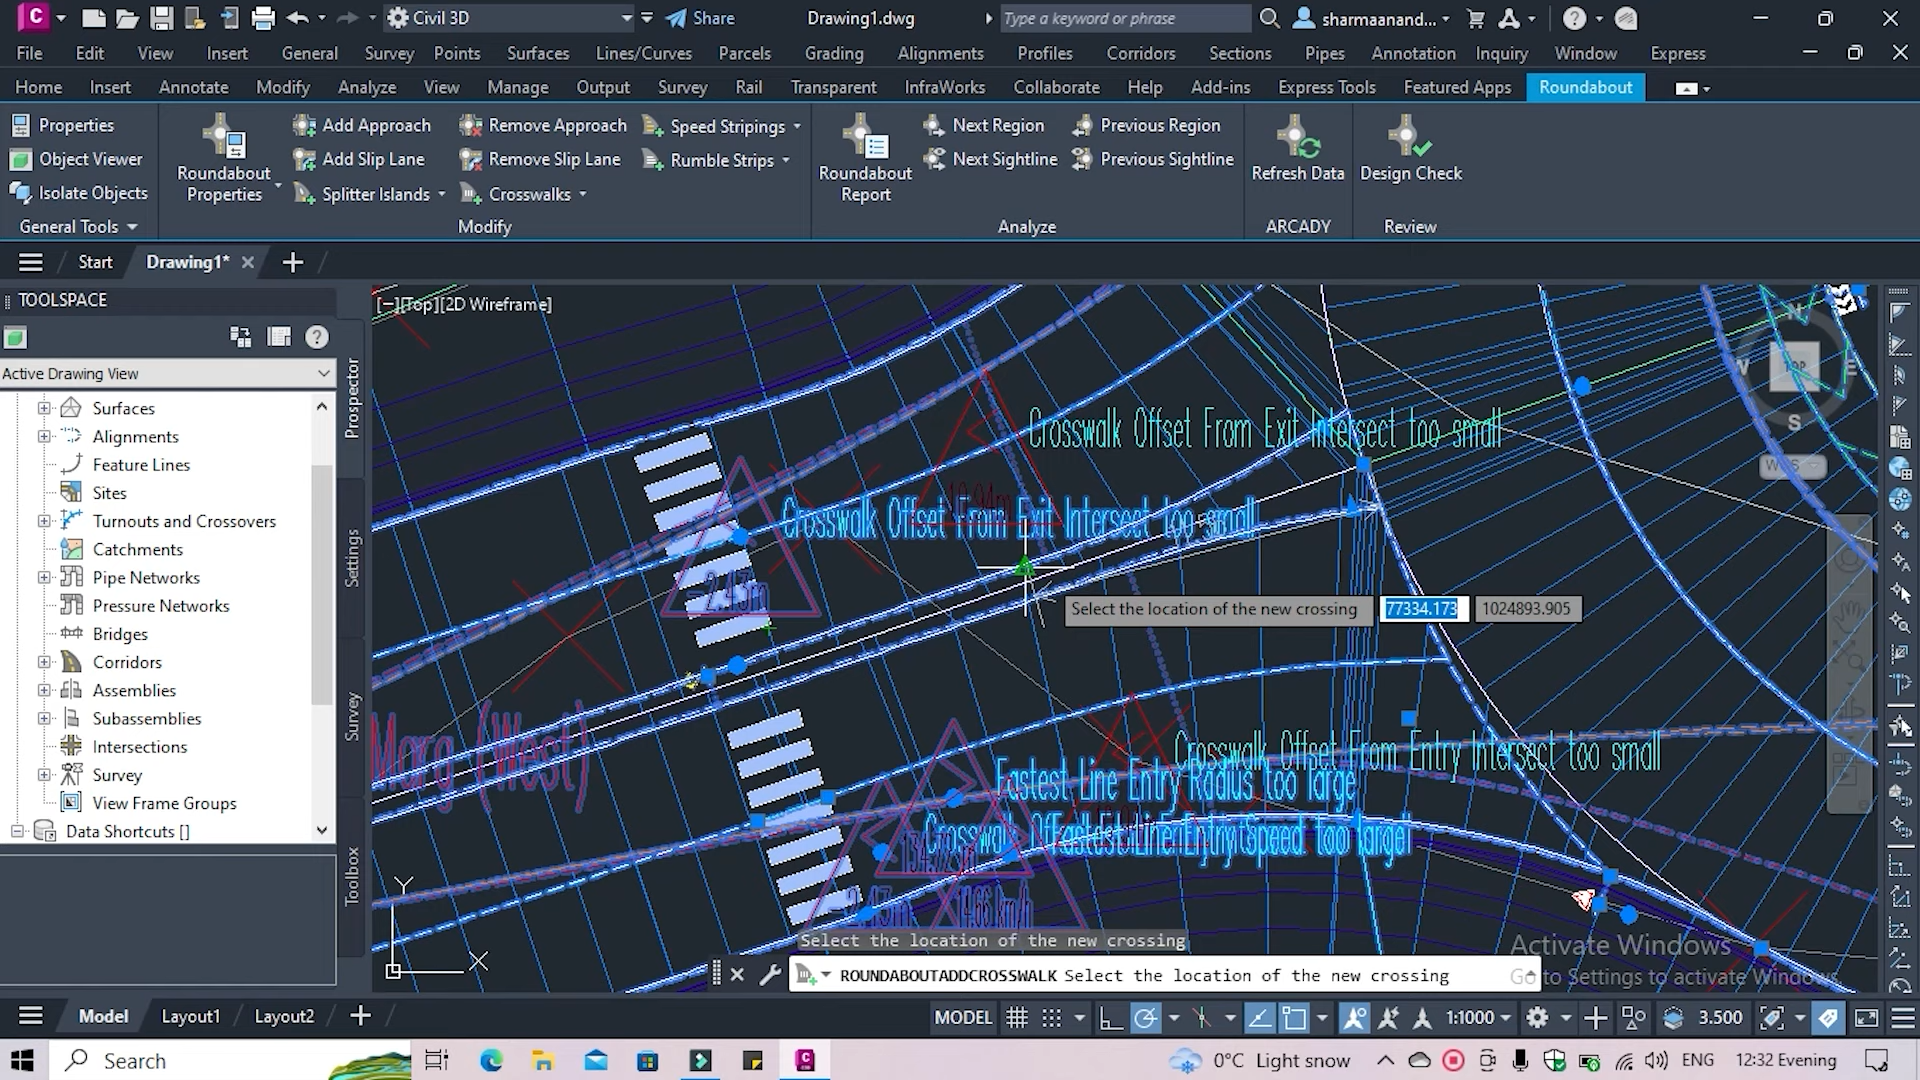 Civil 3D
Share
Drawing1.dwg
Type a keyword or phrase
sharmaanand...
File Edit View Insert General Survey Points Surfaces Lines/Curves Parcels Grading Alignments Profiles Corridors Sections Pipes Annotation Inquiry Window Express
Home Insert Annotate Modify Analyze View Manage Output Survey Rail Transparent InfraWorks Collaborate Help Add-ins Express Tools Featured Apps Roundabout
Properties
Object Viewer
Isolate Objects
General Tools
Roundabout
Properties
Add Approach
Add Slip Lane
Splitter Islands
Remove Approach
Remove Slip Lane
Crosswalks
Speed Stripings
Rumble Strips
Modify
Roundabout
Report
Next Region
Next Sightline
Previous Region
Previous Sightline
Analyze
Refresh Data
ARCADY
Design Check
Review
Start
Drawing1*
TOOLSPACE
Active Drawing View
Surfaces
Alignments
Feature Lines
Sites
Turnouts and Crossovers
Catchments
Pipe Networks
Pressure Networks
Bridges
Corridors
Assemblies
Subassemblies
Intersections
Survey
View Frame Groups
Data Shortcuts []
Prospector
Settings
Survey
Toolbox
[−][Top][2D Wireframe]
N
W
TOP
E
S
WCS
Crosswalk Offset From Exit Intersect too small
Crosswalk Offset From Exit Intersect too small
-2.43m
Select the location of the new crossing 77334.173 1024893.905
Marg (West)
Crosswalk Offset From Entry Intersect too small
Fastest Line Entry Radius too large
Y
X
Select the location of the new crossing
ROUNDABOUTADDCROSSWALK Select the location of the new crossing
Activate Windows
Go to Settings to activate Windows.
Model Layout1 Layout2
MODEL
1:1000
3.500
Search
0°C Light snow
ENG
12:32 Evening